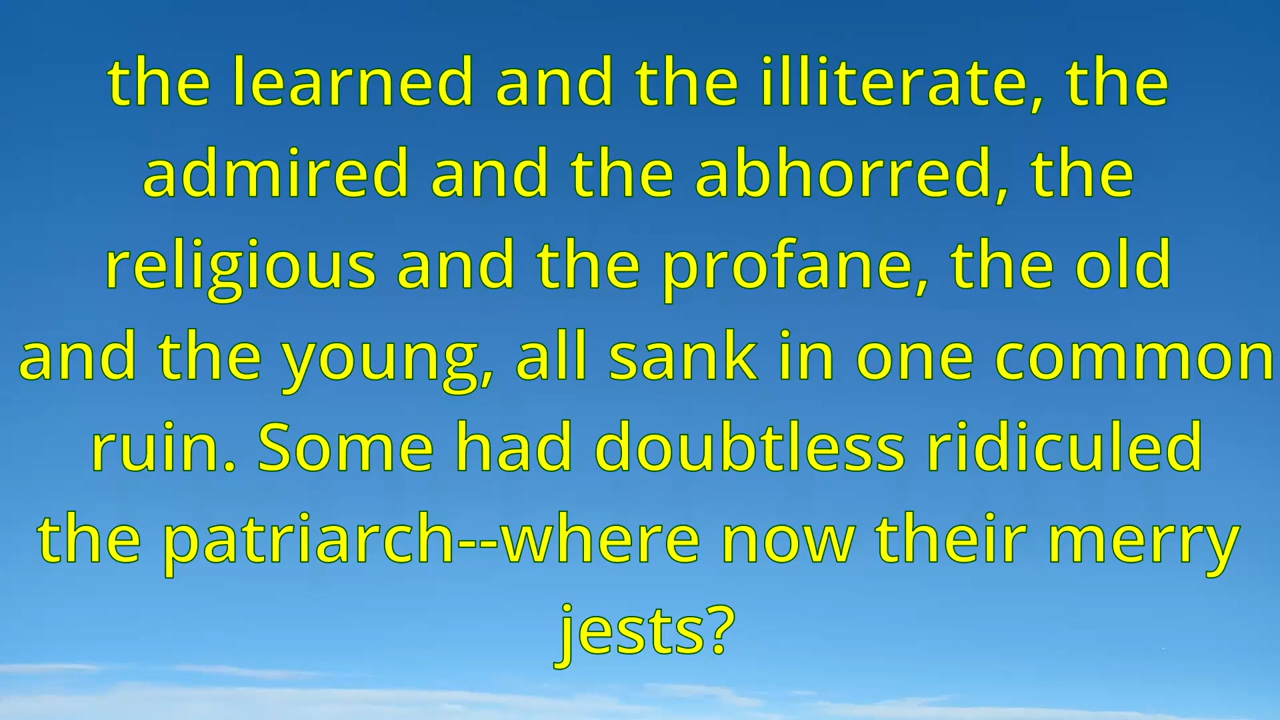 the learned and the illiterate, the
admired and the abhorred, the
religious and the profane, the old
and the young, all sank in one common
ruin. Some had doubtless ridiculed
the patriarch--where now their merry
jests?